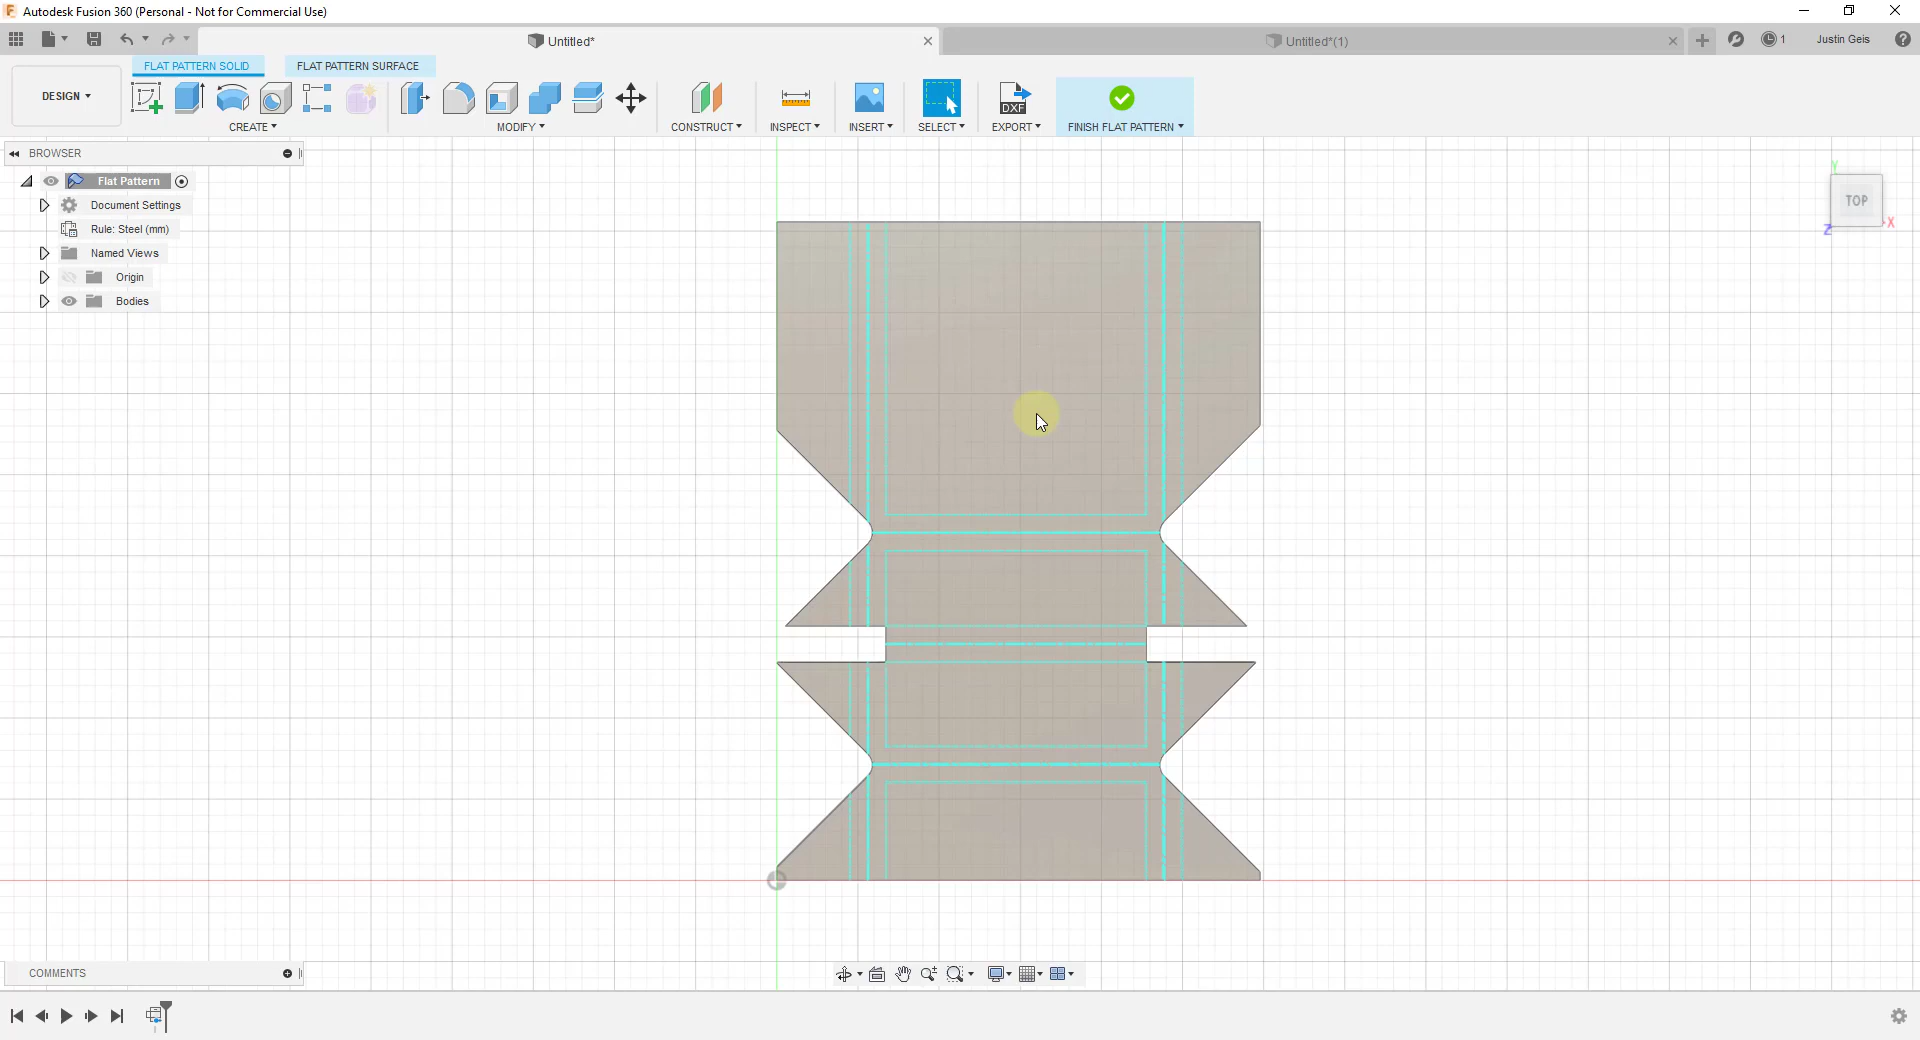 Autodesk Fusion 360 (Personal - Not for Commercial Use)
Untitled*
Untitled*(1)
1
Justin Geis
FLAT PATTERN SOLID
FLAT PATTERN SURFACE
DESIGN
CREATE
MODIFY
CONSTRUCT
INSPECT
INSERT
SELECT
DXF
EXPORT
FINISH FLAT PATTERN
BROWSER
Flat Pattern
Document Settings
Rule: Steel (mm)
Named Views
Origin
Bodies
Y
TOP
X
Z
COMMENTS